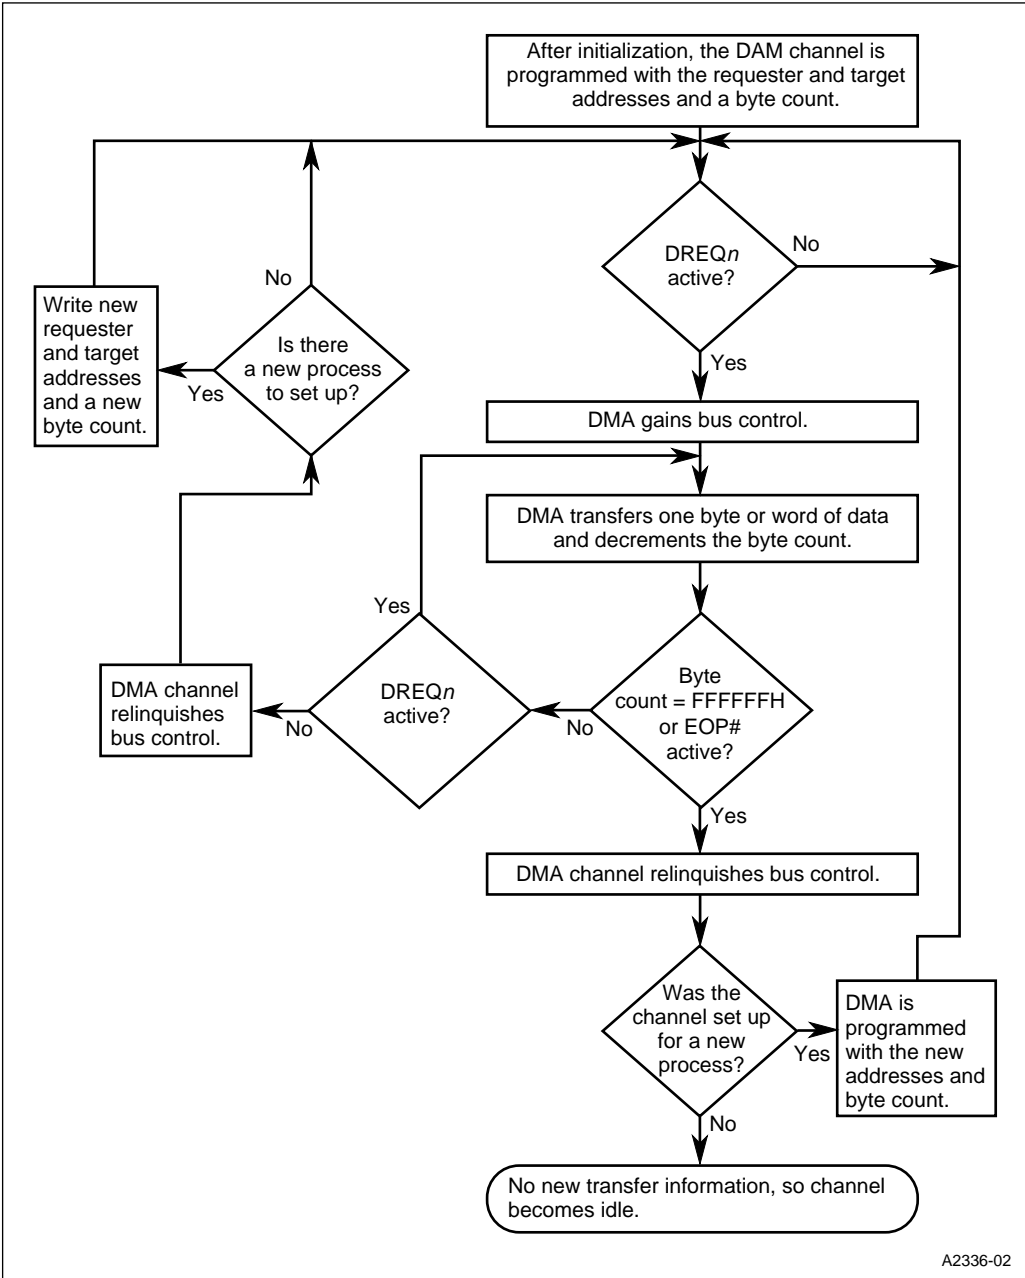 After initialization, the DAM channel is
programmed with the requester and target
addresses and a byte count.
DREQn
active?
No
Yes
No
Is there
a new process
to set up?
Yes
Write new
requester
and target
addresses
and a new
byte count.
DMA gains bus control.
DMA transfers one byte or word of data
and decrements the byte count.
Yes
DREQn
active?
No
DMA channel
relinquishes
bus control.
Byte
count = FFFFFFH
or EOP#
active?
No
Yes
DMA channel relinquishes bus control.
Was the
channel set up
for a new
process?
Yes
DMA is
programmed
with the new
addresses and
byte count.
No
No new transfer information, so channel
becomes idle.
A2336-02